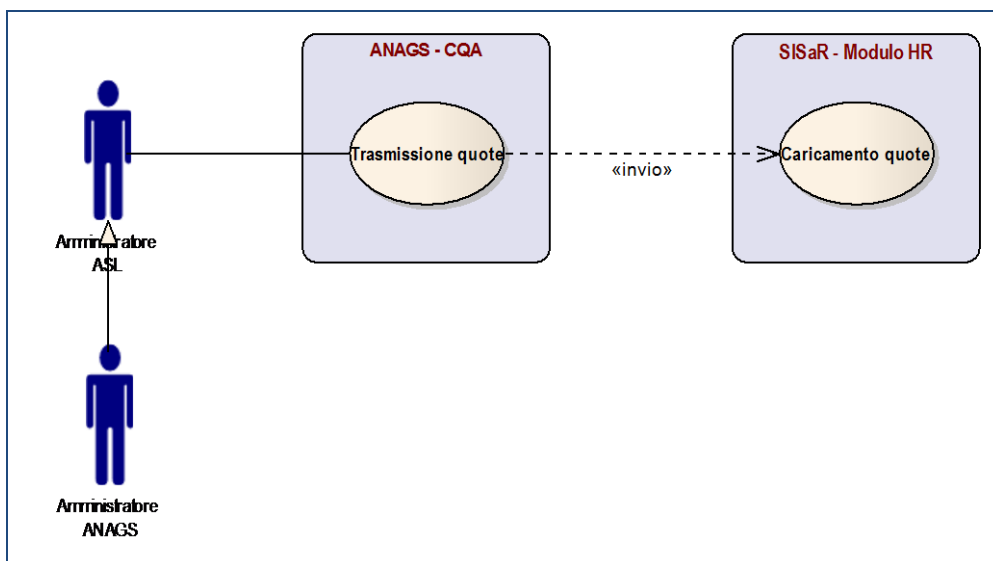 ANAGS - CQA
SISaR - Modulo HR
Trasmissione quote
«invio»
Caricamento quote
Amministratore
ASL
Amministratore
ANAGS